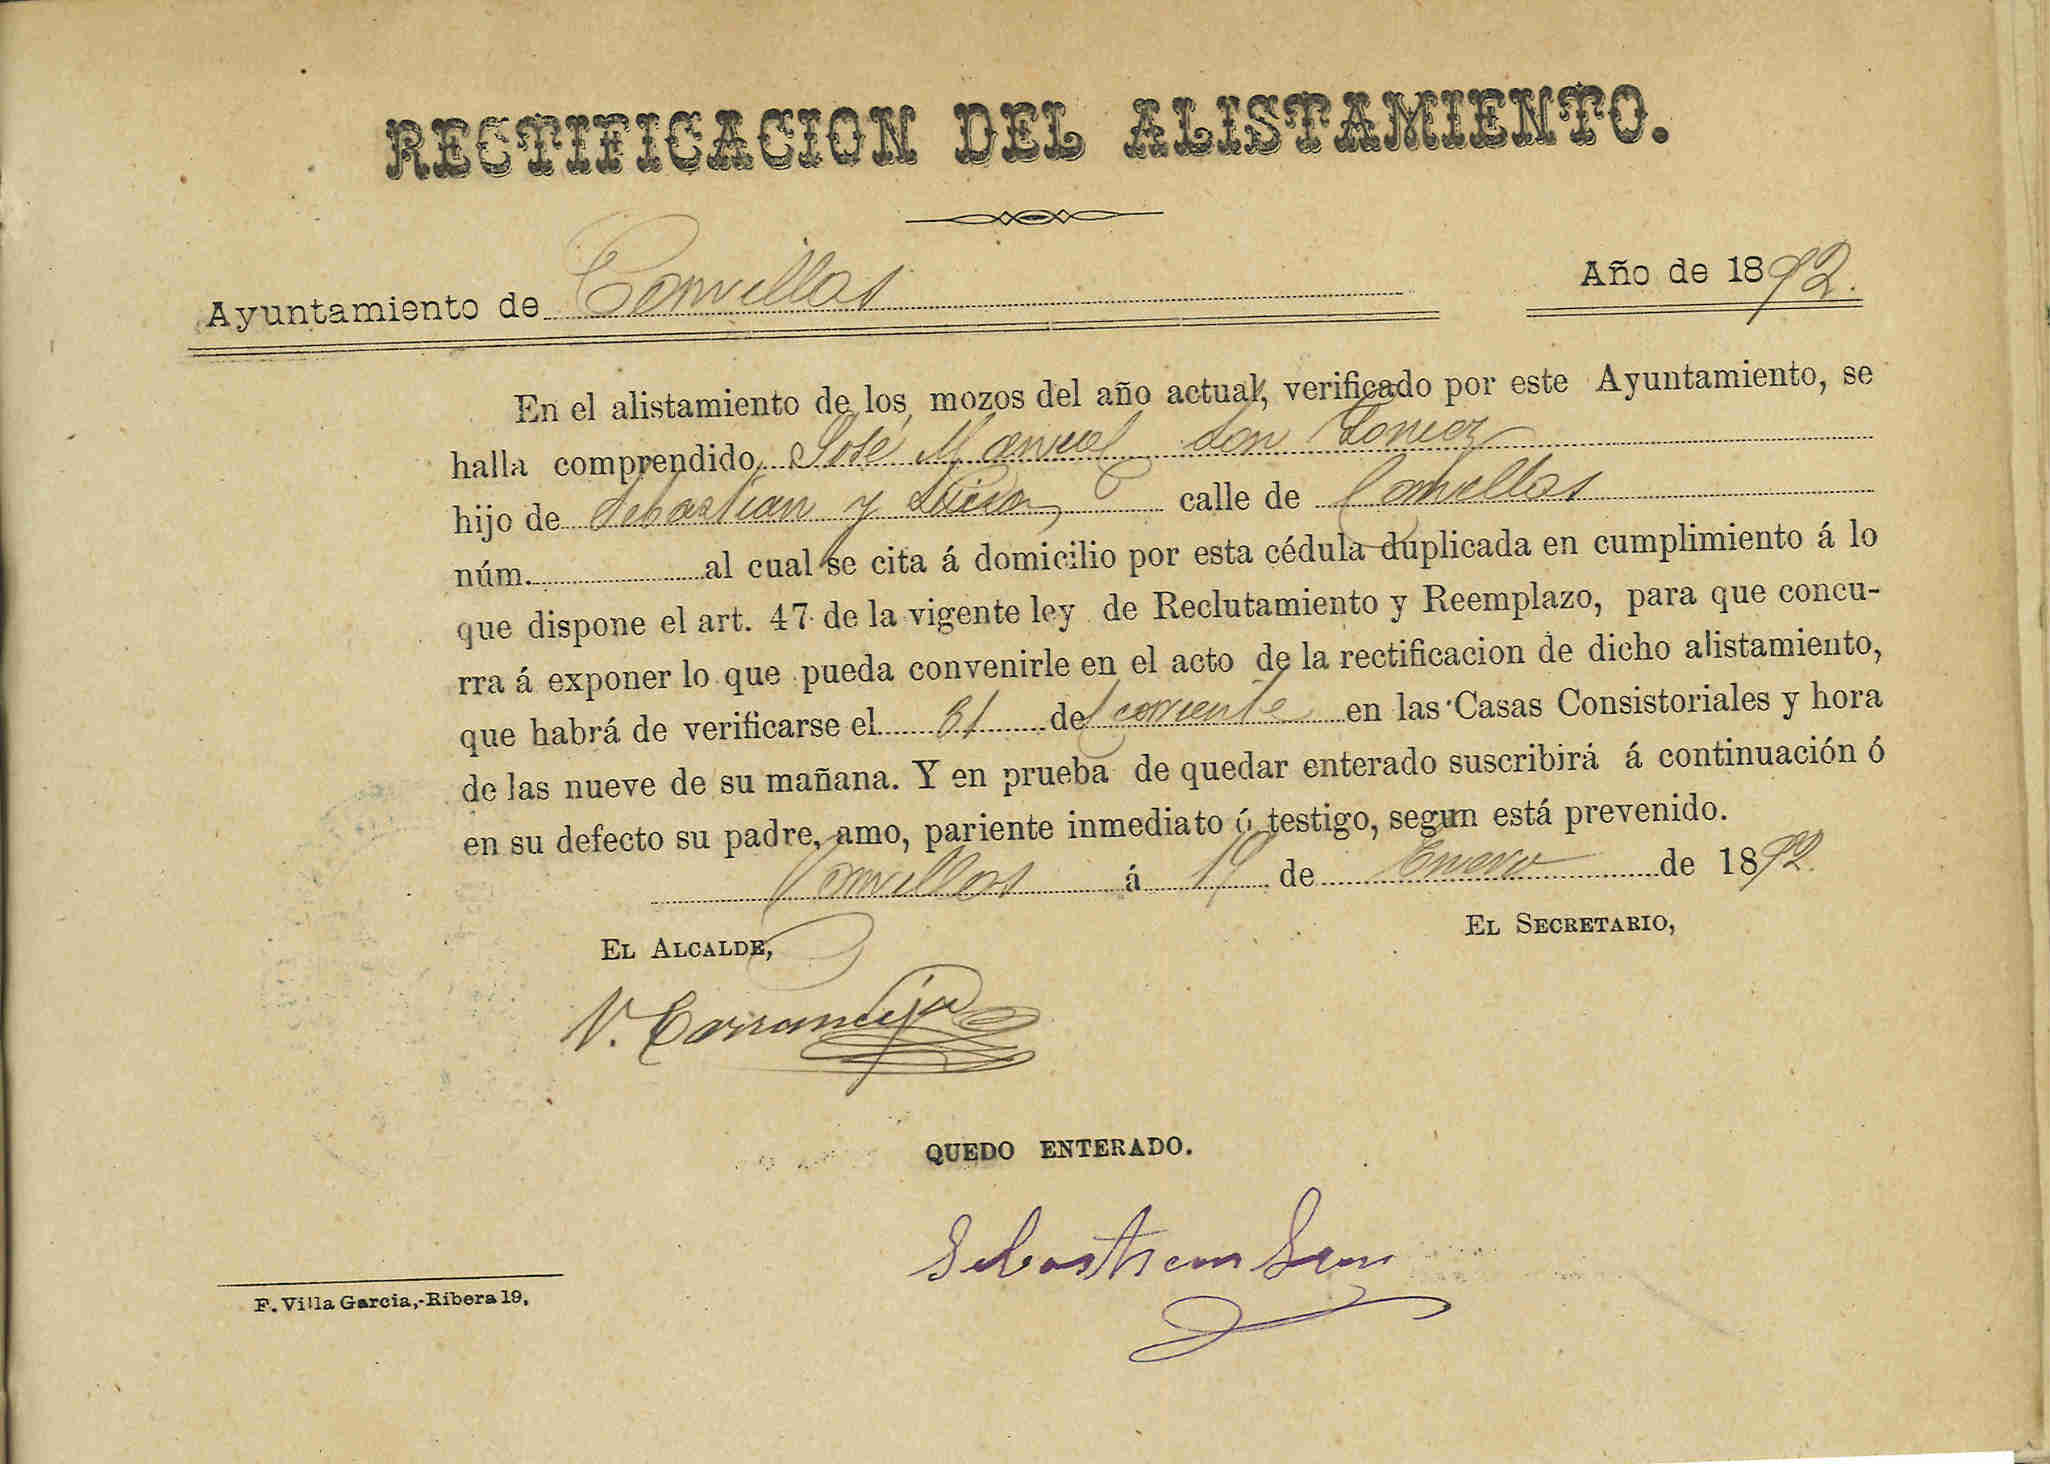 RECTIFICACION DEL ALISTAMIENTO.
Ayuntamiento de Comillas
Año de 1892.
En el alistamiento de los mozos del año actual, verificado por este Ayuntamiento, se
halla comprendido José Manuel
hijo de Sebastian y calle de Comillas
núm. al cual se cita á domicilio por esta cédula duplicada en cumplimiento á lo
que dispone el art. 47 de la vigente ley de Reclutamiento y Reemplazo, para que concu-
rra á exponer lo que pueda convenirle en el acto de la rectificacion de dicho alistamiento,
que habrá de verificarse el 31 del corriente en las Casas Consistoriales y hora
de las nueve de su mañana. Y en prueba de quedar enterado suscribirá á continuación ó
en su defecto su padre, amo, pariente inmediato ó testigo, segun está prevenido.
Comillas á 19 de Enero de 1892.
EL ALCALDE,
EL SECRETARIO,
QUEDO ENTERADO.
Sebastian
F. Villa Garcia,-Ribera 19,